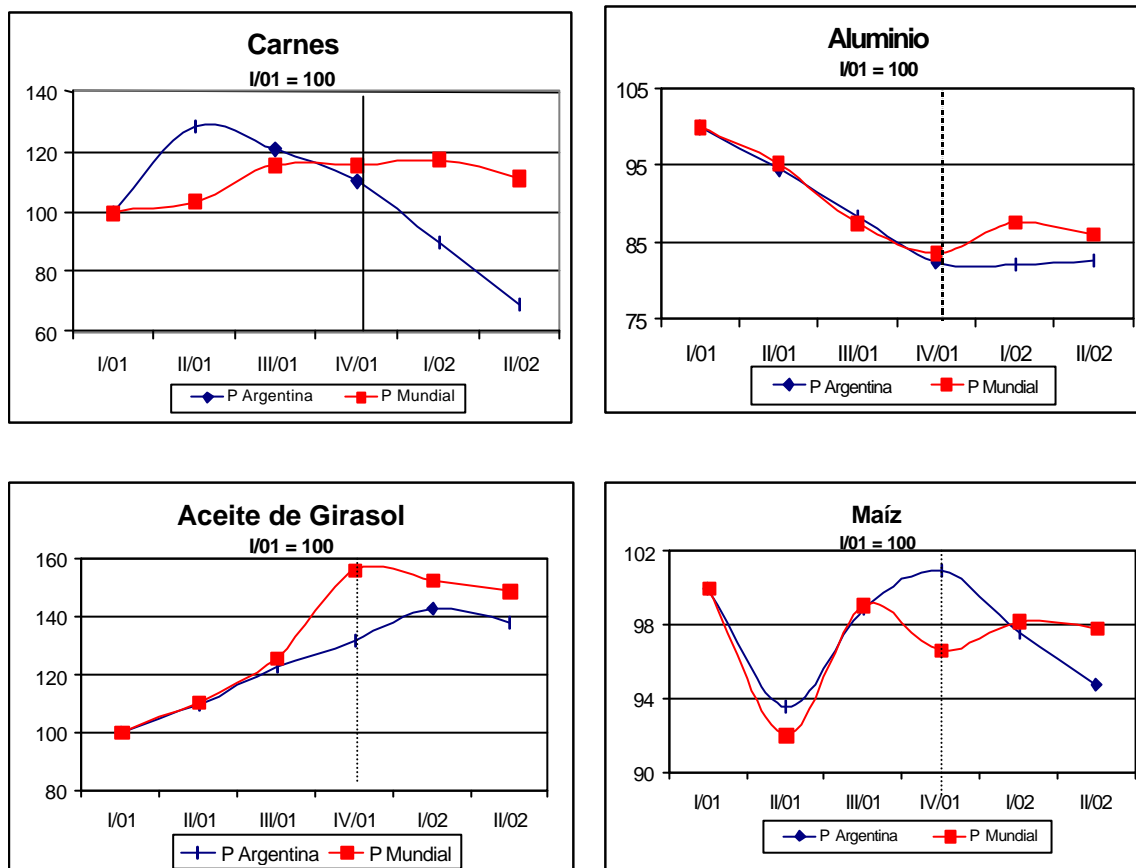 Carnes
I/01 = 100
140
120
100
80
60
I/01 II/01 III/01 IV/01 I/02 II/02
P Argentina P Mundial
Aluminio
I/01 = 100
105
95
85
75
I/01 II/01 III/01 IV/01 I/02 II/02
P Argentina P Mundial
Aceite de Girasol
I/01 = 100
160
140
120
100
80
I/01 II/01 III/01 IV/01 I/02 II/02
P Argentina P Mundial
Maíz
I/01 = 100
102
98
94
90
I/01 II/01 III/01 IV/01 I/02 II/02
P Argentina P Mundial